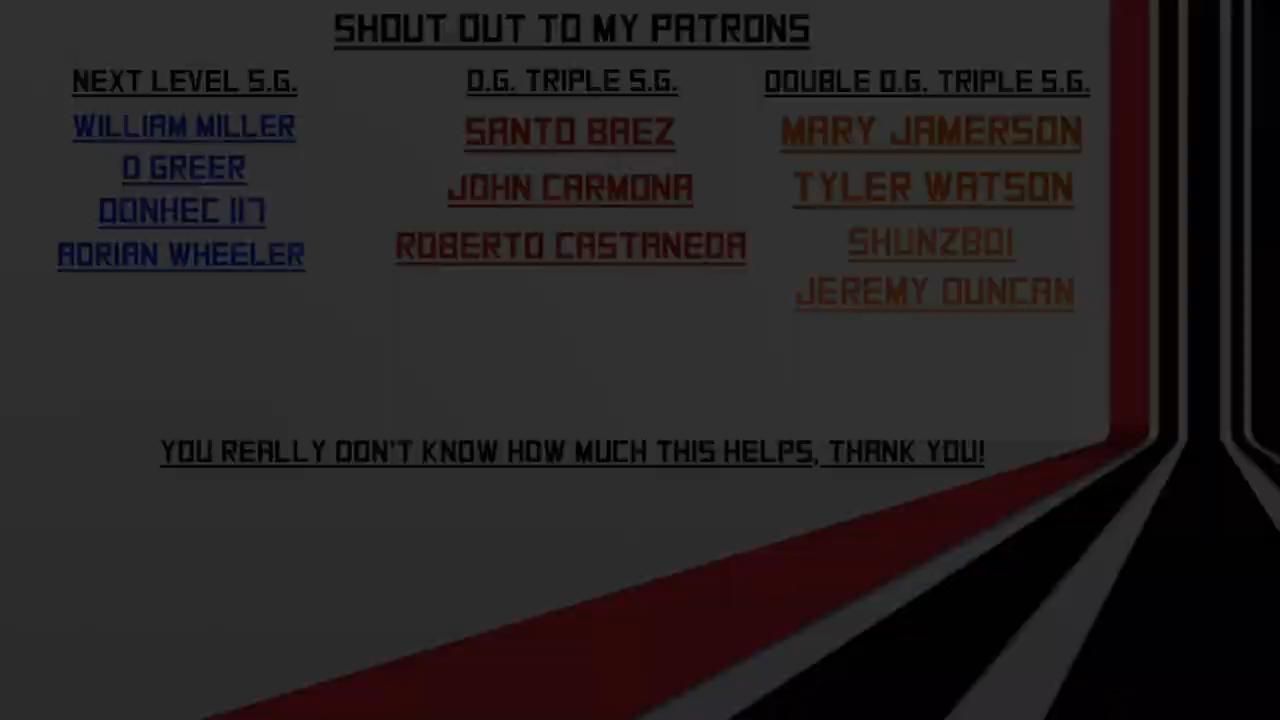 SHOUT OUT TO MY PATRONS
NEXT LEVEL S.G.
WILLIAM MILLER
D GREER
DONHEC 117
ADRIAN WHEELER
O.G. TRIPLE S.G.
SANTO BAEZ
JOHN CARMONA
ROBERTO CASTANEDA
DOUBLE O.G. TRIPLE S.G.
MARY JAMERSON
TYLER WATSON
SHUNZBOI
JEREMY DUNCAN
YOU REALLY DON'T KNOW HOW MUCH THIS HELPS, THANK YOU!